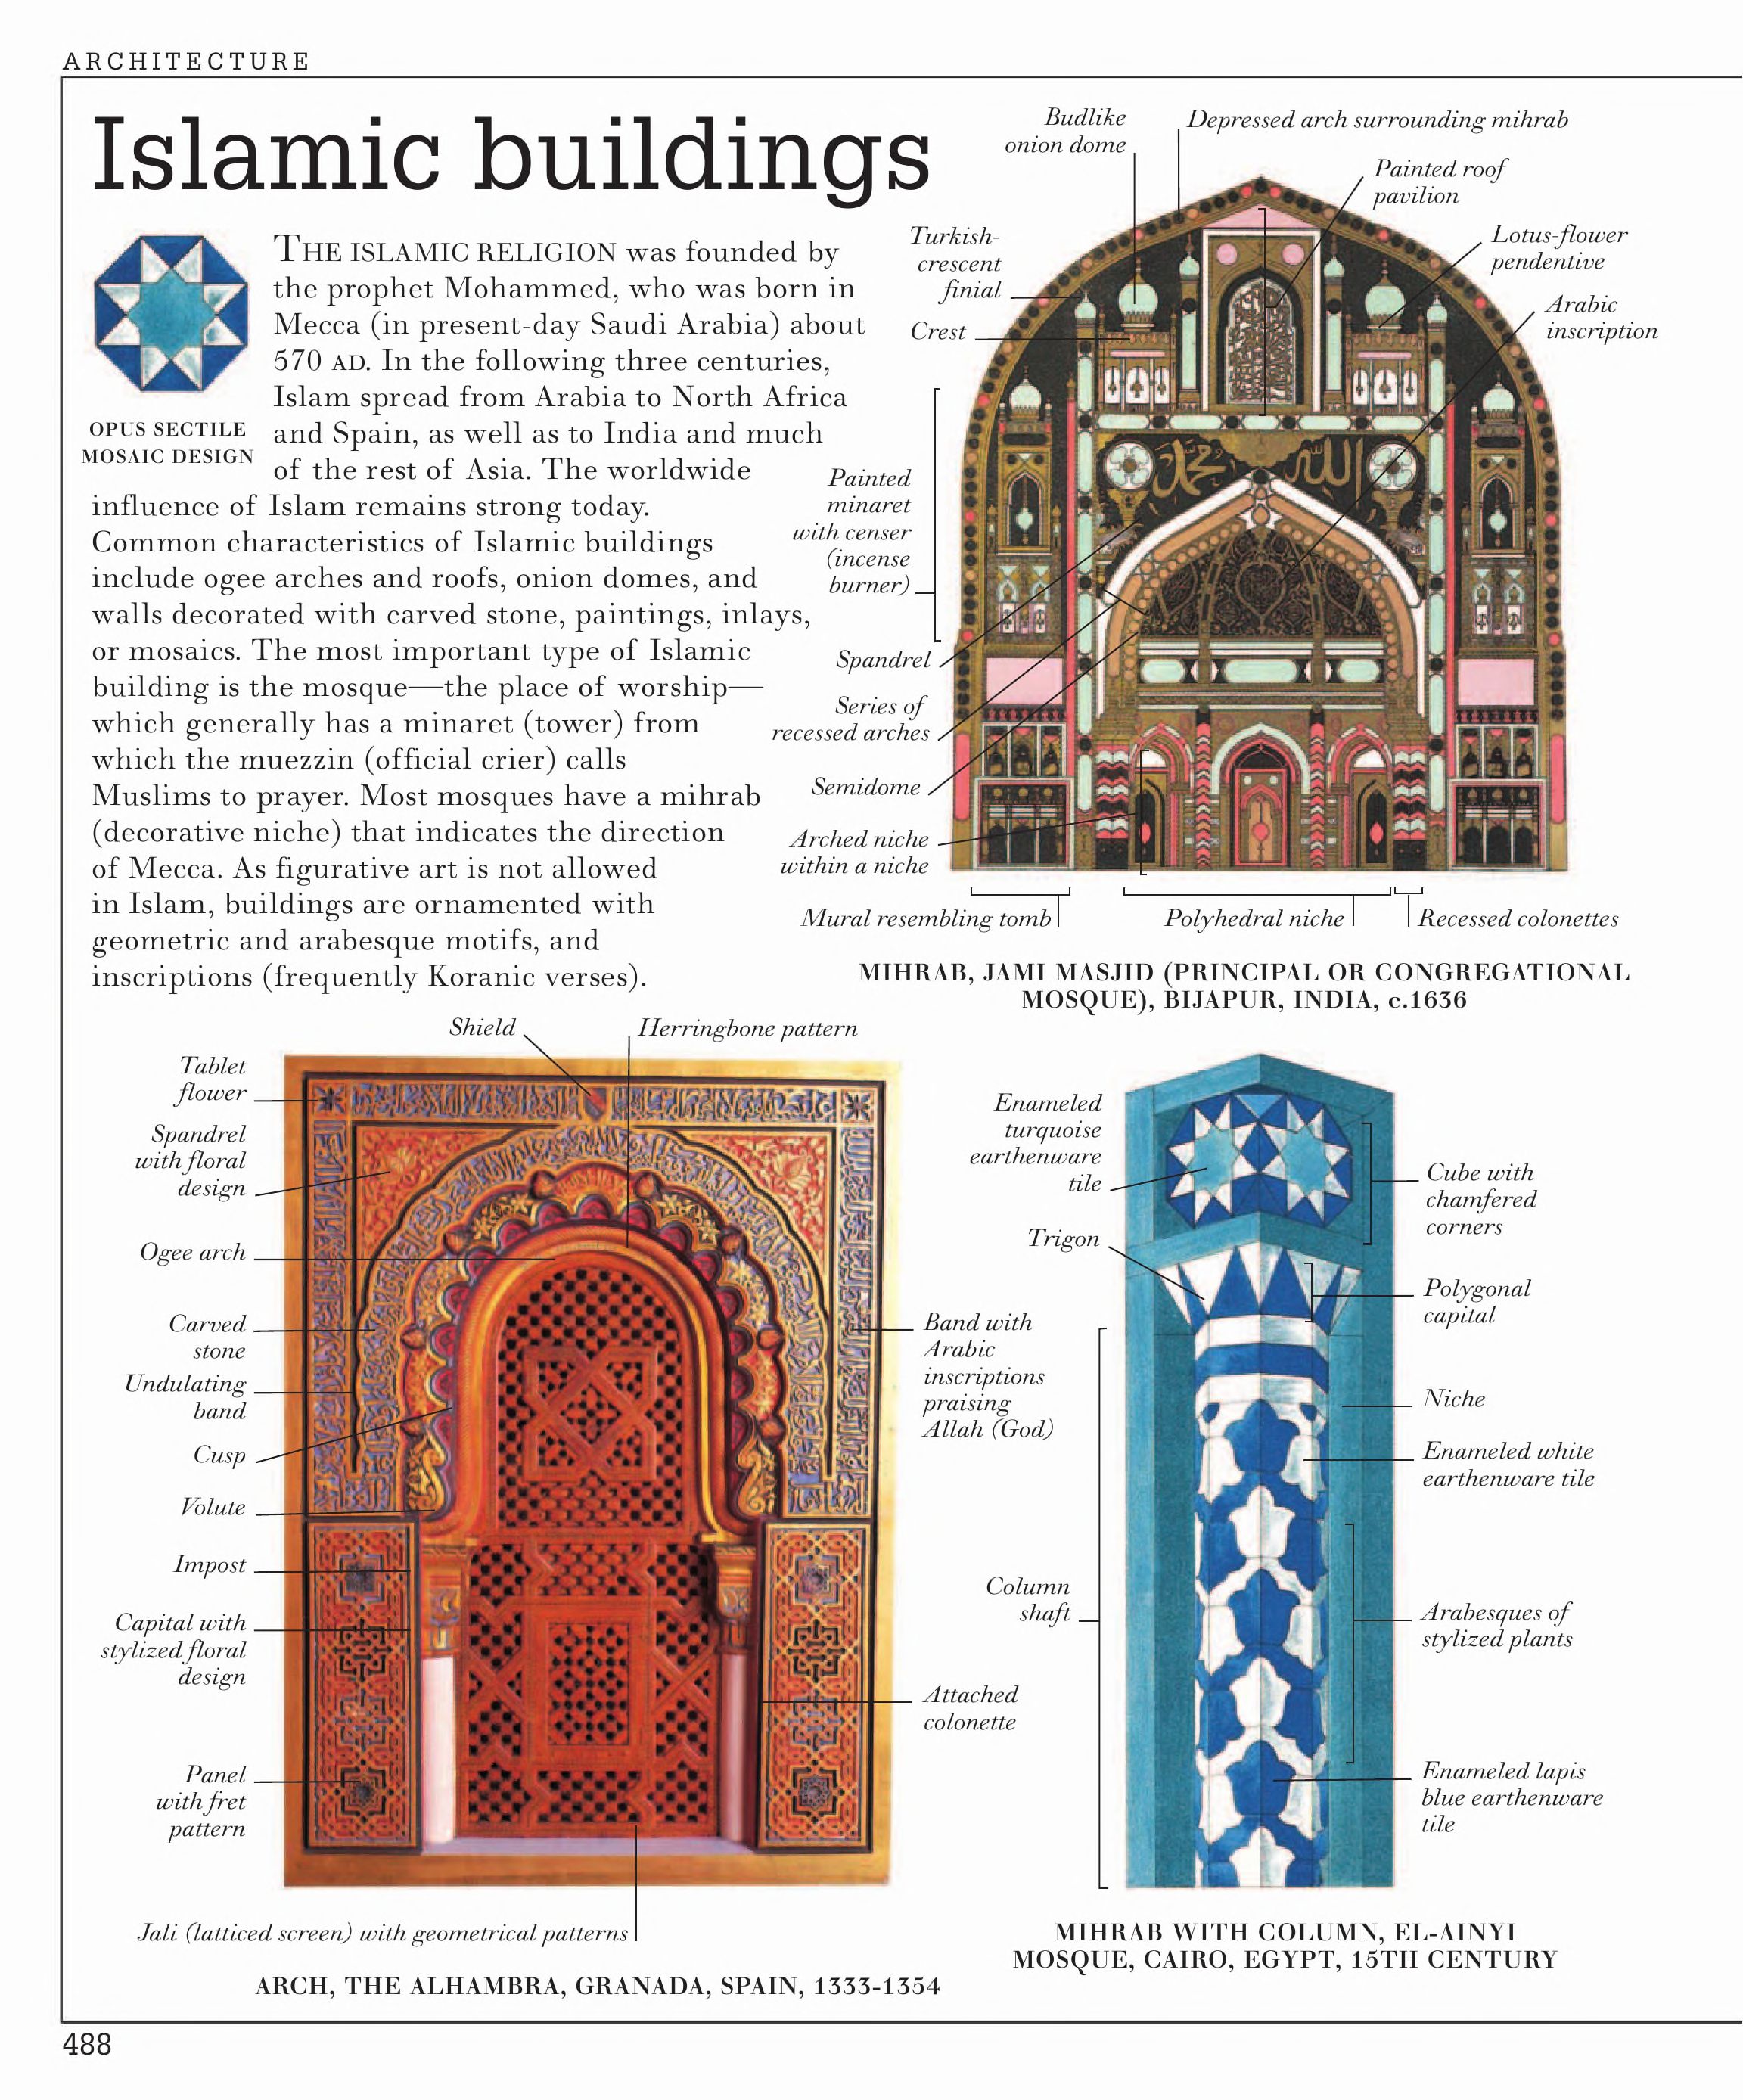 ARCHITECTURE
Islamic buildings
OPUS SECTILE
MOSAIC DESIGN
THE ISLAMIC RELIGION was founded by
the prophet Mohammed, who was born in
Mecca (in present-day Saudi Arabia) about
570 AD. In the following three centuries,
Islam spread from Arabia to North Africa
and Spain, as well as to India and much
of the rest of Asia. The worldwide
influence of Islam remains strong today.
Common characteristics of Islamic buildings
include ogee arches and roofs, onion domes, and
walls decorated with carved stone, paintings, inlays,
or mosaics. The most important type of Islamic
building is the mosque—the place of worship—
which generally has a minaret (tower) from
which the muezzin (official crier) calls
Muslims to prayer. Most mosques have a mihrab
(decorative niche) that indicates the direction
of Mecca. As figurative art is not allowed
in Islam, buildings are ornamented with
geometric and arabesque motifs, and
inscriptions (frequently Koranic verses).
Budlike
onion dome
Depressed arch surrounding mihrab
Painted roof
pavilion
Turkish-
crescent
finial
Lotus-flower
pendentive
Arabic
inscription
Crest
الله
محمد
Painted
minaret
with censer
(incense
burner)
Spandrel
Series of
recessed arches
Semidome
Arched niche
within a niche
Mural resembling tomb
Polyhedral niche
Recessed colonettes
MIHRAB, JAMI MASJID (PRINCIPAL OR CONGREGATIONAL
MOSQUE), BIJAPUR, INDIA, c.1636
Shield
Herringbone pattern
Tablet
flower
Spandrel
with floral
design
Ogee arch
Carved
stone
Undulating
band
Cusp
Volute
Impost
Capital with
stylized floral
design
Panel
with fret
pattern
Band with
Arabic
inscriptions
praising
Allah (God)
Attached
colonette
Jali (latticed screen) with geometrical patterns
ARCH, THE ALHAMBRA, GRANADA, SPAIN, 1333-1354
Enameled
turquoise
earthenware
tile
Trigon
Column
shaft
Cube with
chamfered
corners
Polygonal
capital
Niche
Enameled white
earthenware tile
Arabesques of
stylized plants
Enameled lapis
blue earthenware
tile
MIHRAB WITH COLUMN, EL-AINYI
MOSQUE, CAIRO, EGYPT, 15TH CENTURY
488